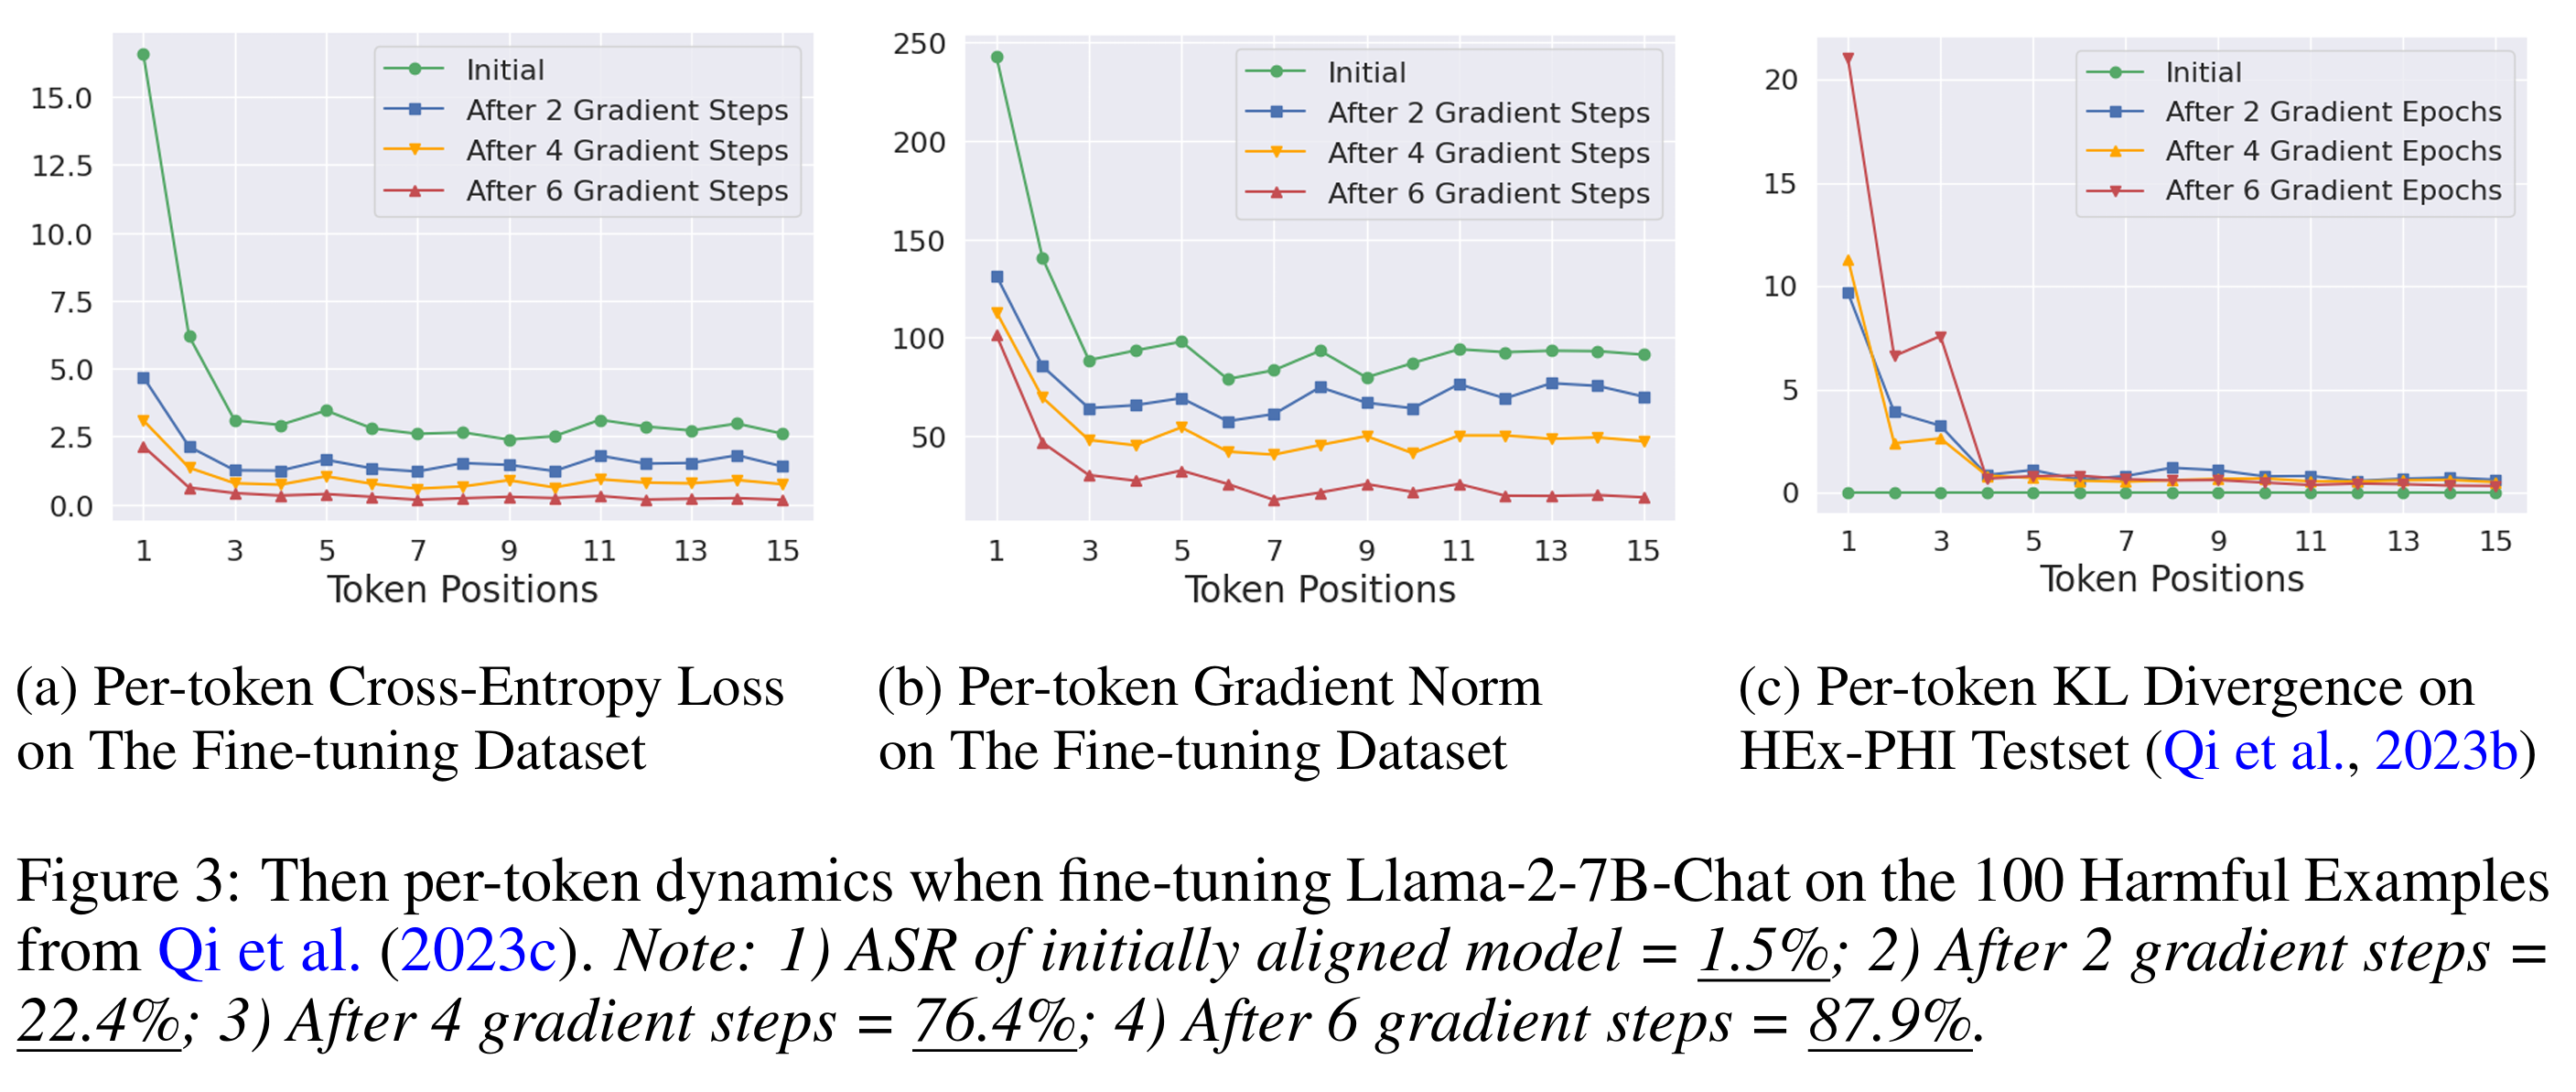 Initial
After 2 Gradient Steps
After 4 Gradient Steps
After 6 Gradient Steps
15.0
12.5
10.0
7.5
5.0
2.5
0.0
1 3 5 7 9 11 13 15
Token Positions
Initial
After 2 Gradient Steps
After 4 Gradient Steps
After 6 Gradient Steps
250
200
150
100
50
1 3 5 7 9 11 13 15
Token Positions
Initial
After 2 Gradient Epochs
After 4 Gradient Epochs
After 6 Gradient Epochs
20
15
10
5
0
1 3 5 7 9 11 13 15
Token Positions
(a) Per-token Cross-Entropy Loss
on The Fine-tuning Dataset
(b) Per-token Gradient Norm
on The Fine-tuning Dataset
(c) Per-token KL Divergence on
HEx-PHI Testset (Qi et al., 2023b)
Figure 3: Then per-token dynamics when fine-tuning Llama-2-7B-Chat on the 100 Harmful Examples
from Qi et al. (2023c). Note: 1) ASR of initially aligned model = 1.5%; 2) After 2 gradient steps =
22.4%; 3) After 4 gradient steps = 76.4%; 4) After 6 gradient steps = 87.9%.